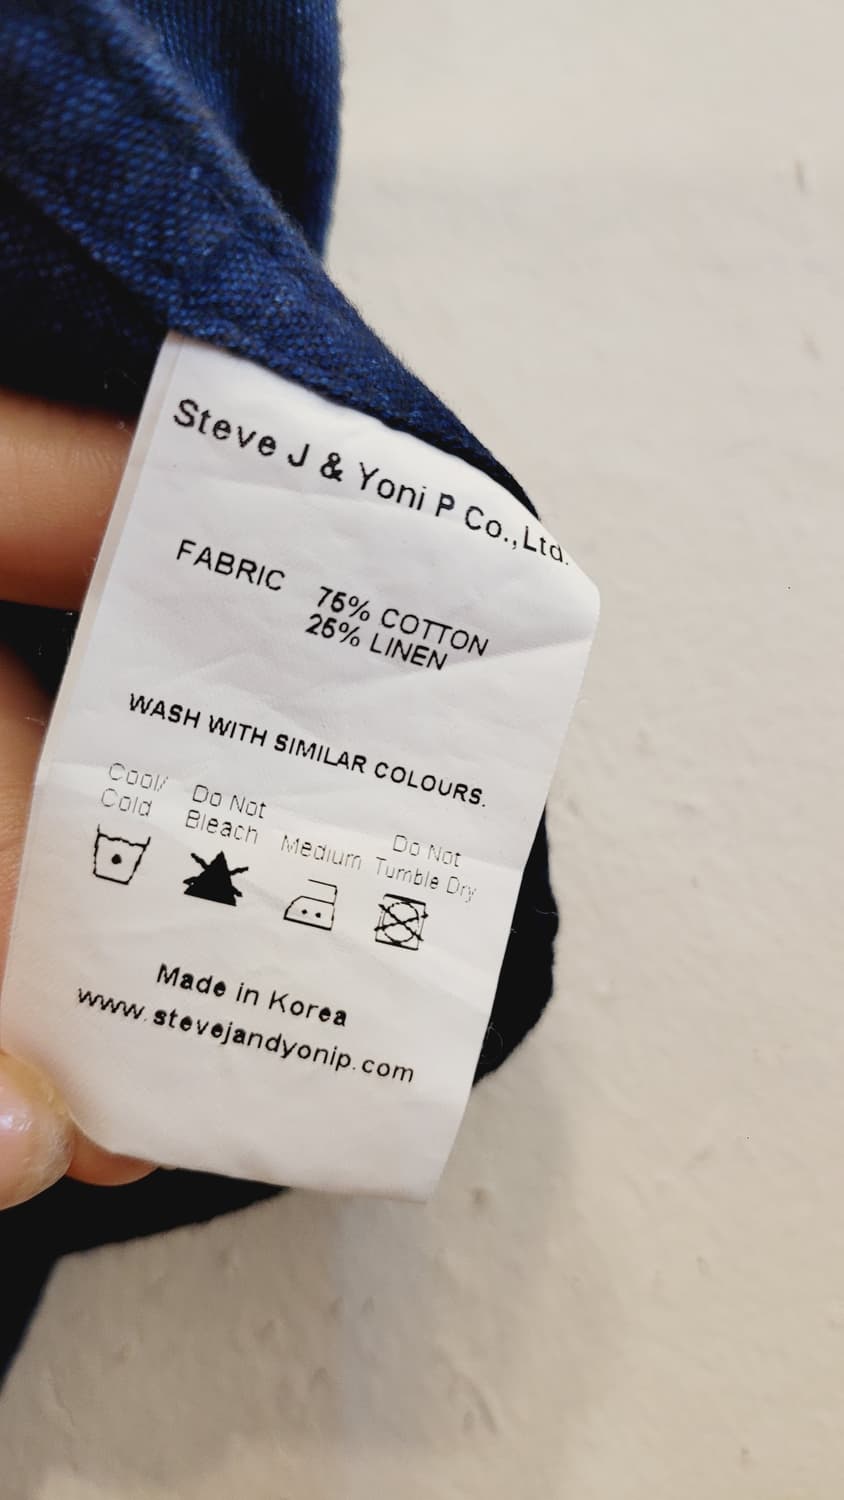 Steve J & Yoni P Co.,Ltd.
FABRIC 75% COTTON
25% LINEN
WASH WITH SIMILAR COLOURS.
Cool/
Cold
Do Not
Bleach
Medium
Do Not
Tumble Dry
Made in Korea
www.stevejandyonip.com